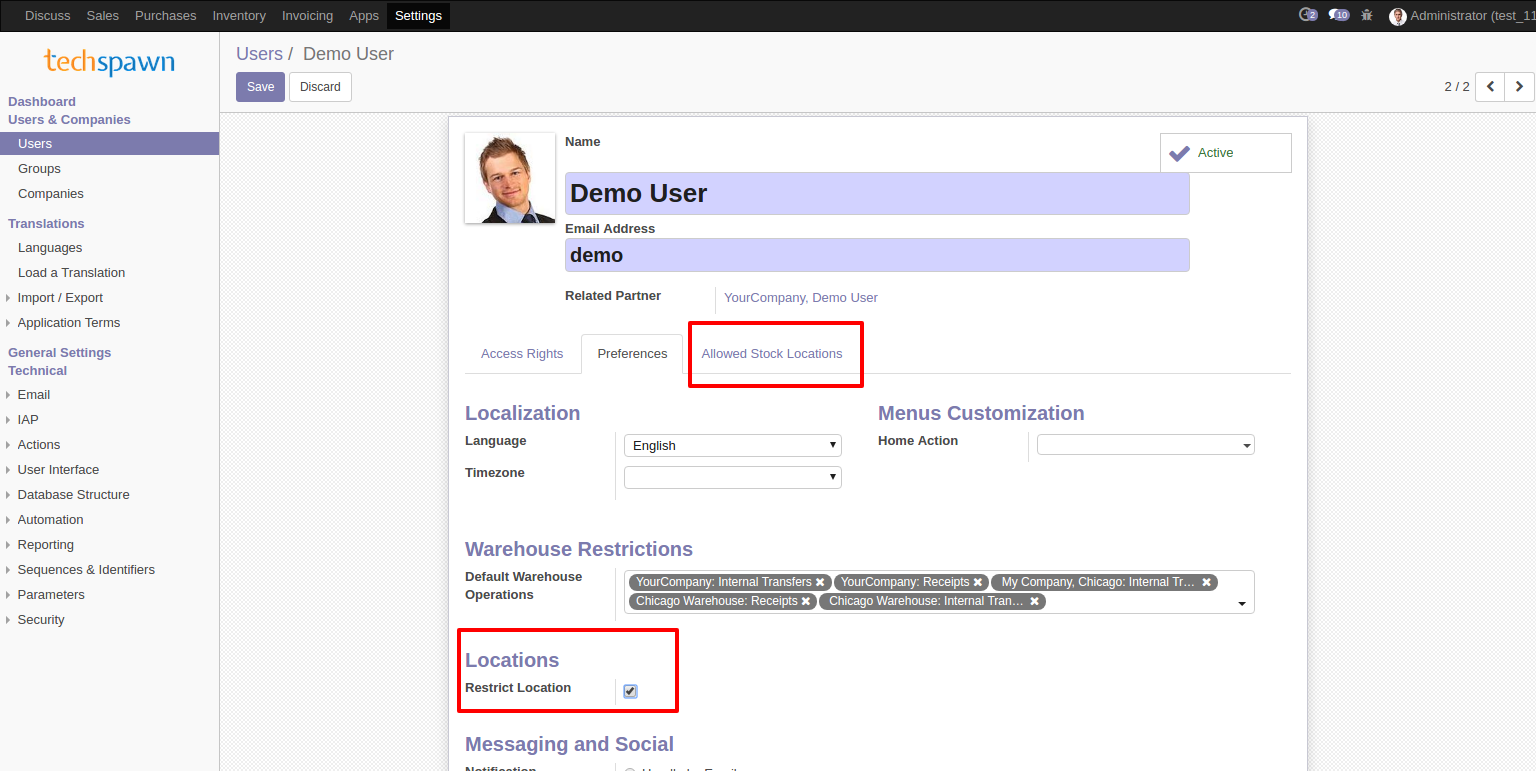 Discuss Sales Purchases Inventory Invoicing Apps Settings 2 10 Administrator (test_11
techspawn
Users / Demo User
Save Discard
2 / 2
Dashboard
Users & Companies
Users
Groups
Companies
Translations
Languages
Load a Translation
Import / Export
Application Terms
General Settings
Technical
Email
IAP
Actions
User Interface
Database Structure
Automation
Reporting
Sequences & Identifiers
Parameters
Security
Name
Active
Demo User
Email Address
demo
Related Partner YourCompany, Demo User
Access Rights Preferences Allowed Stock Locations
Localization Menus Customization
Language English Home Action
Timezone
Warehouse Restrictions
Default Warehouse Operations
YourCompany: Internal Transfers YourCompany: Receipts My Company, Chicago: Internal Tr...
Chicago Warehouse: Receipts Chicago Warehouse: Internal Tran...
Locations
Restrict Location
Messaging and Social
Notification